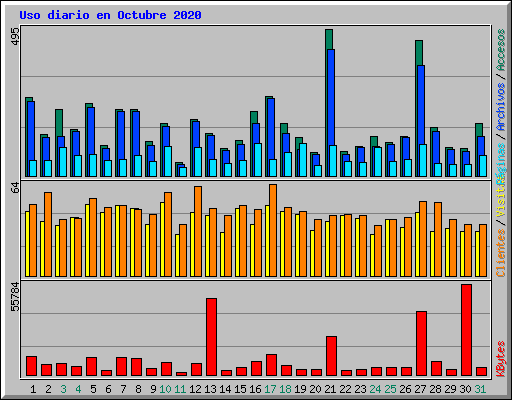 Uso diario en Octubre 2020
495
64
55784
Accesos / Archivos / Páginas
Visitas / Clientes
KBytes
1 2 3 4 5 6 7 8 9 10 11 12 13 14 15 16 17 18 19 20 21 22 23 24 25 26 27 28 29 30 31